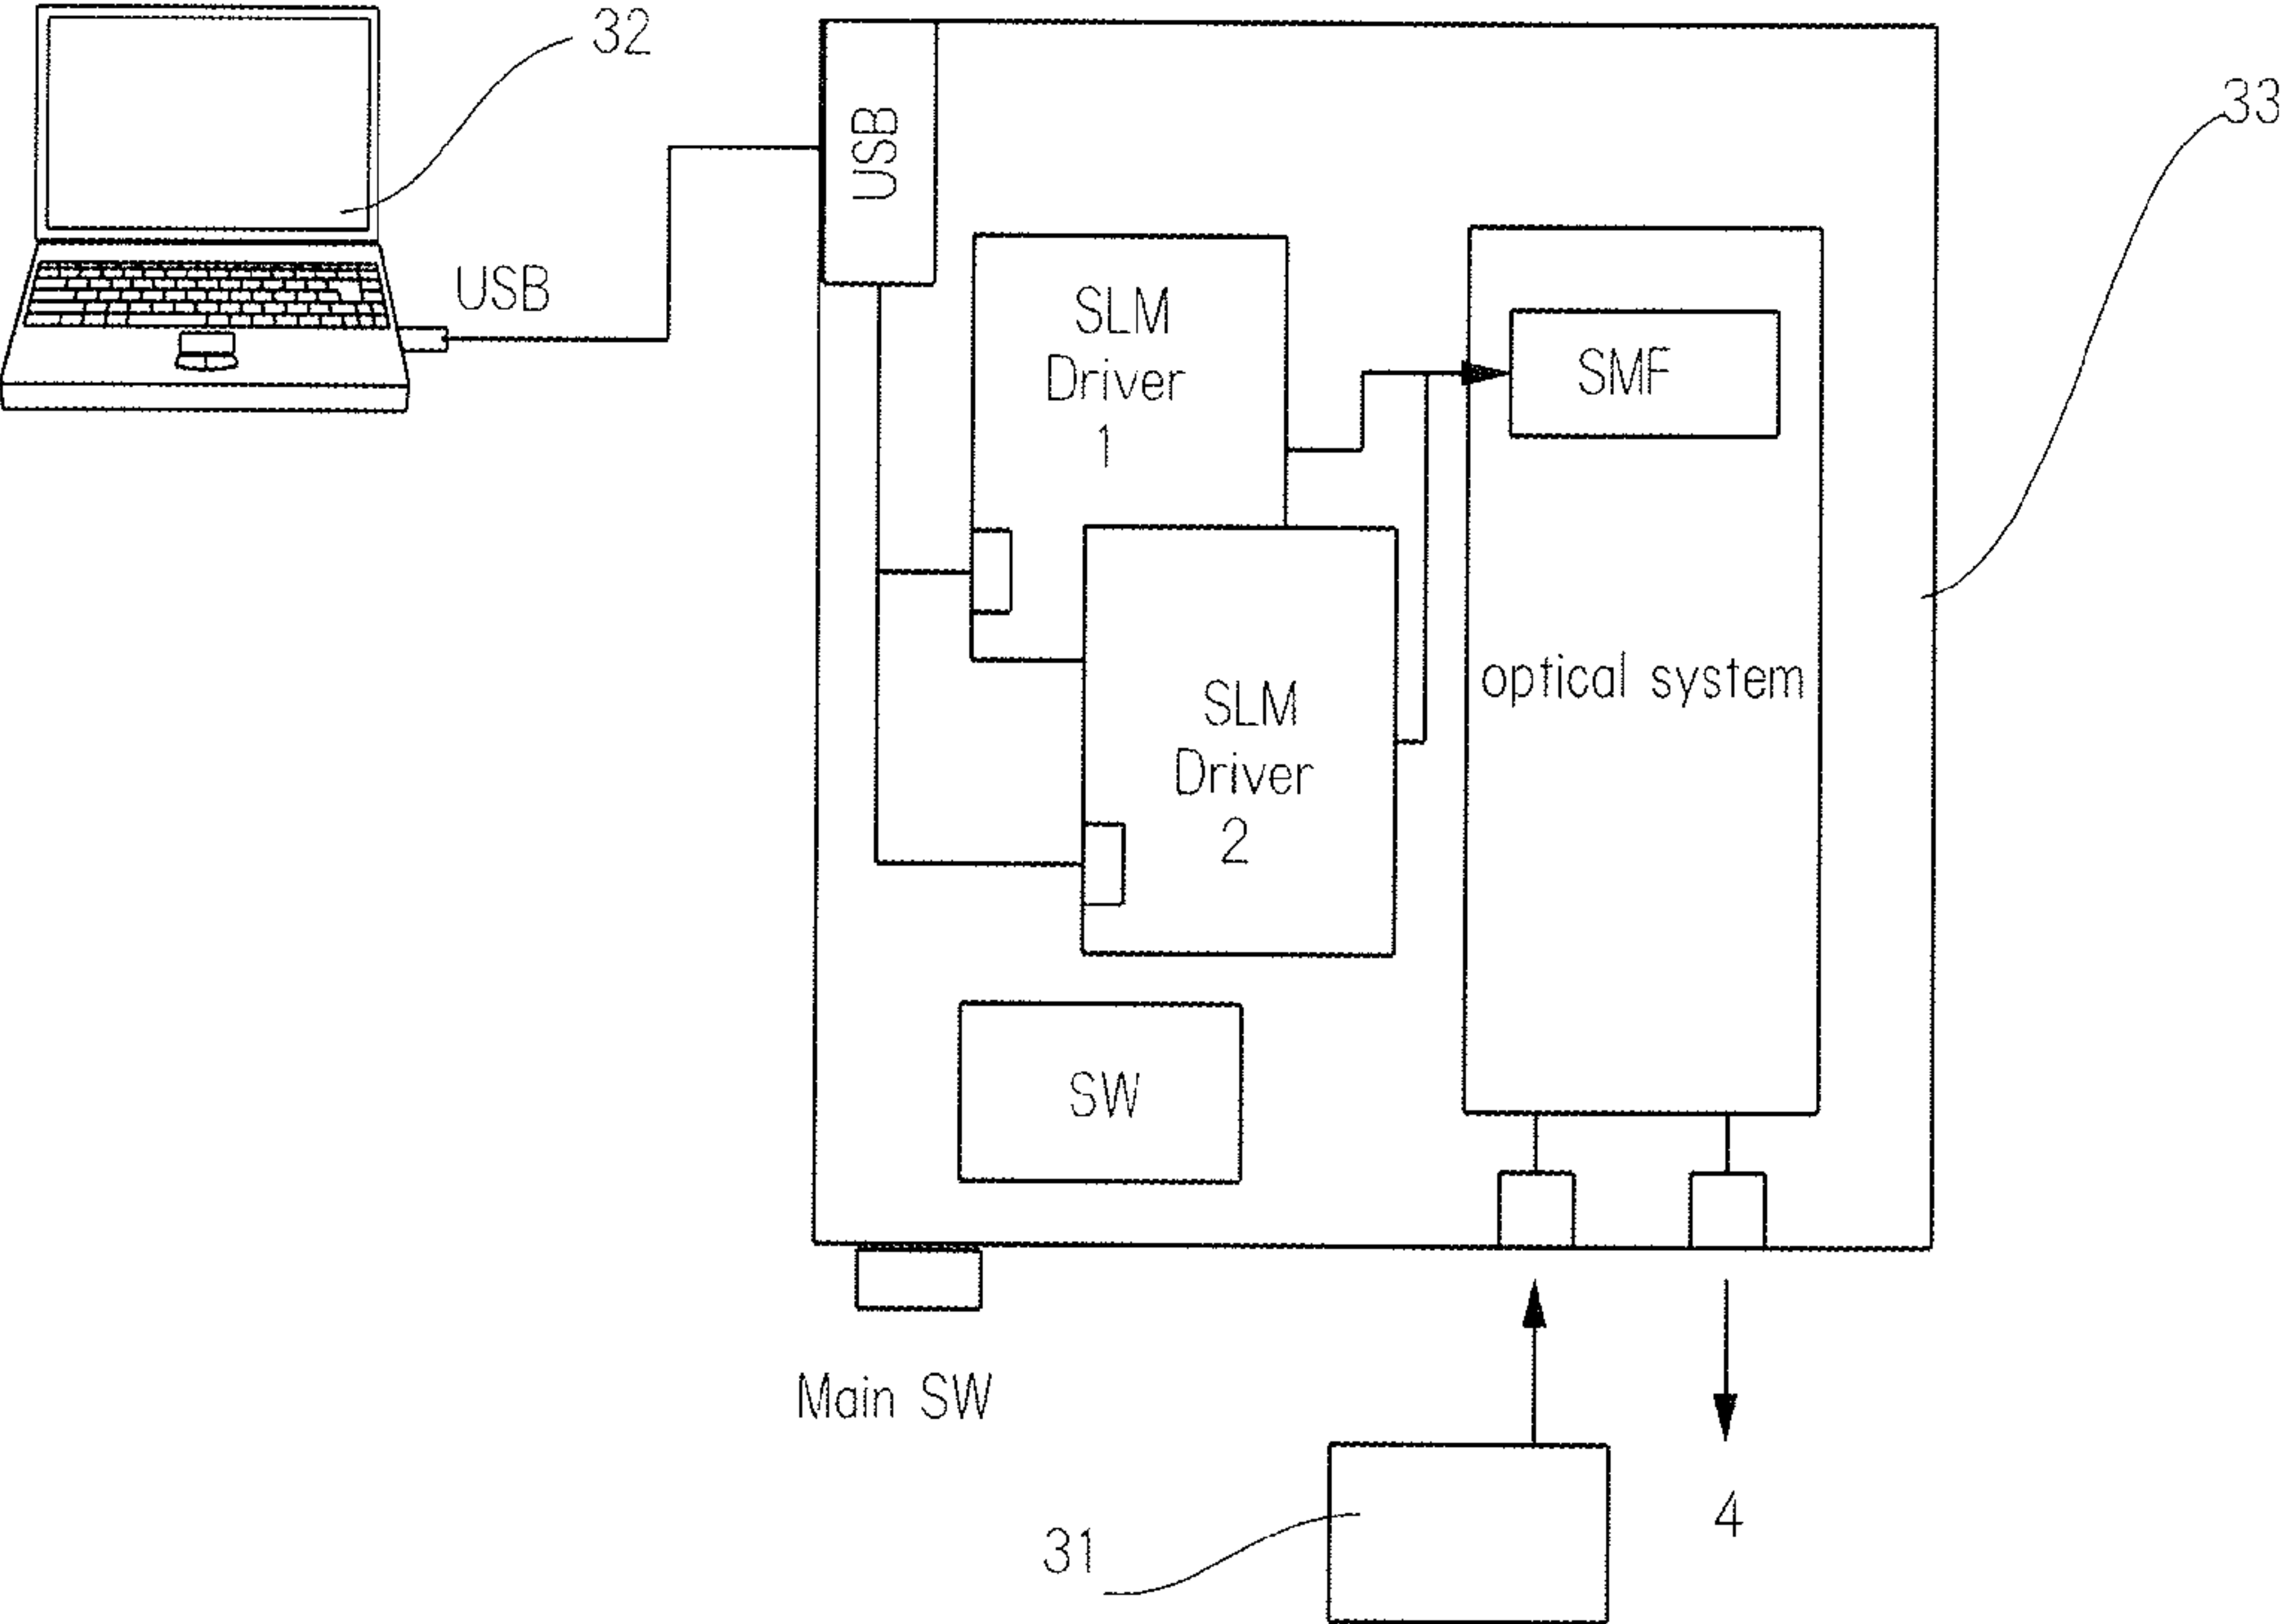 32
33
USB
USB
SLM
Driver
1
SMF
SLM
Driver
2
optical system
SW
Main SW
31
4